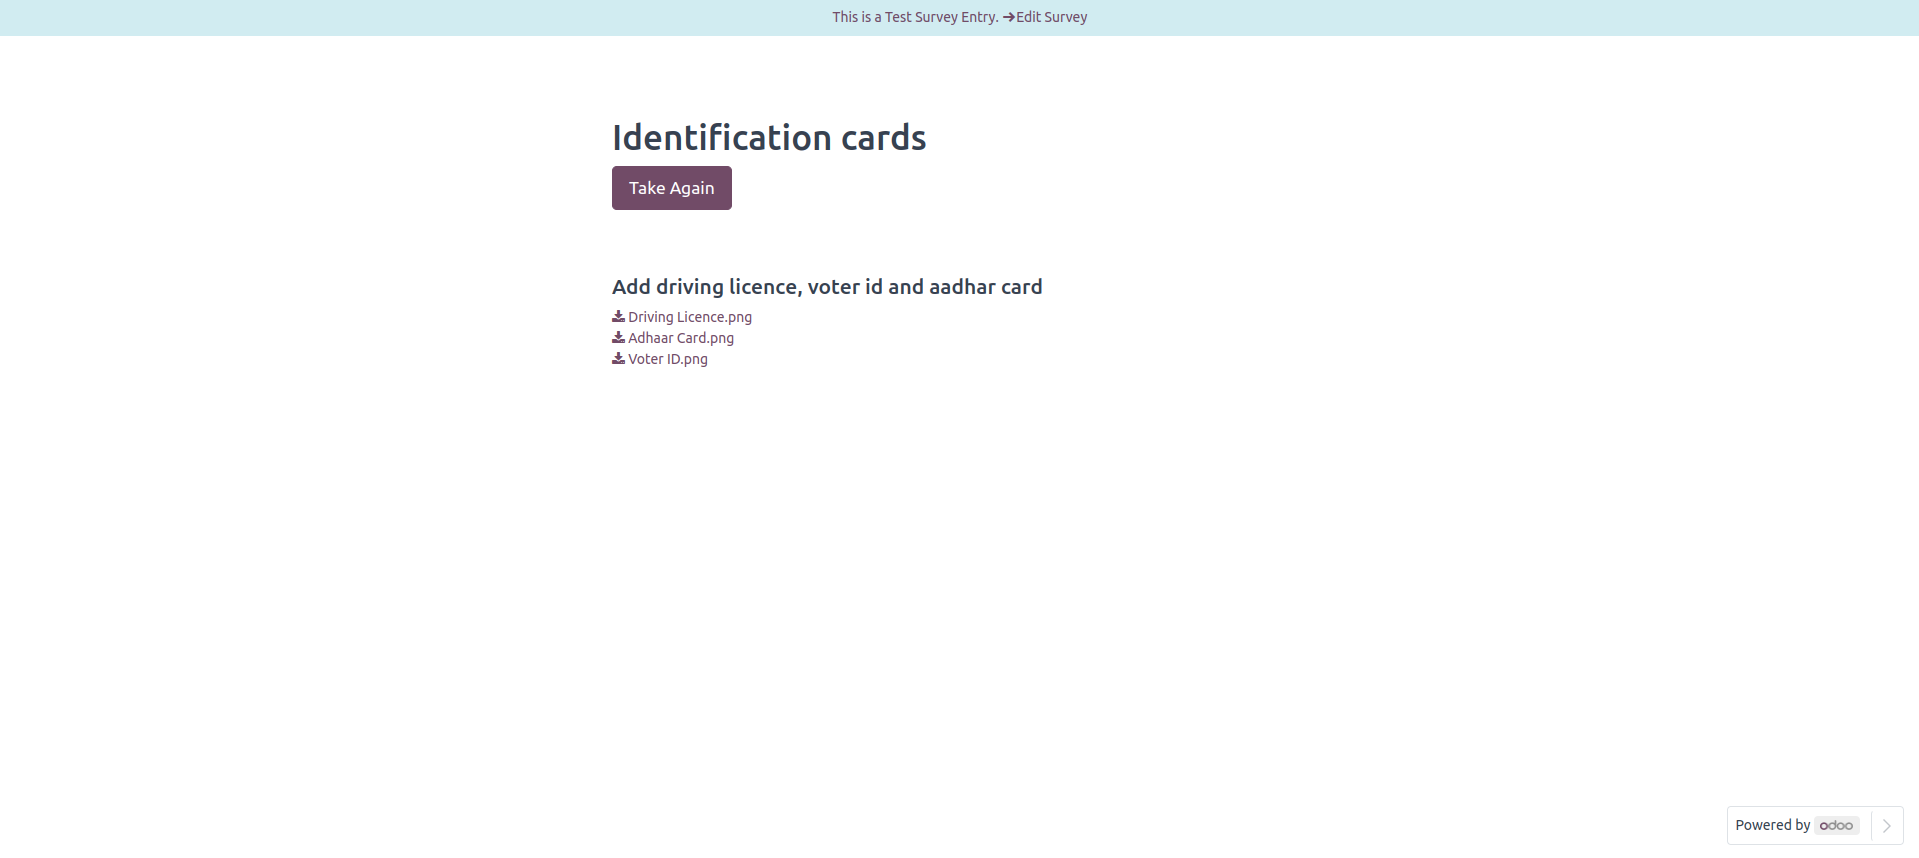 This is a Test Survey Entry. Edit Survey
Identification cards
Take Again
Add driving licence, voter id and aadhar card
Driving Licence.png
Adhaar Card.png
Voter ID.png
Powered by odoo